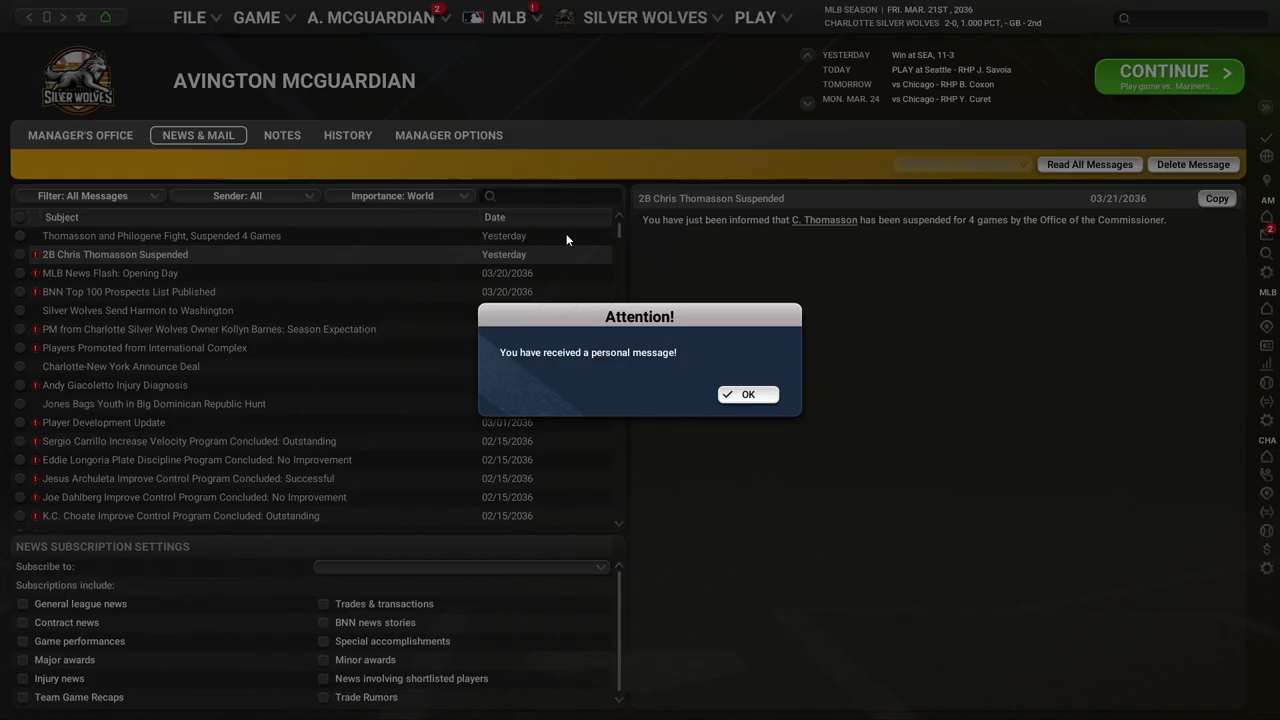 FILE GAME A. MCGUARDIAN 2 MLB ! SILVER WOLVES PLAY
MLB SEASON | FRI. MAR. 21ST , 2036
CHARLOTTE SILVER WOLVES 2-0, 1.000 PCT, - GB - 2nd
SILVER WOLVES
AVINGTON MCGUARDIAN
YESTERDAY Win at SEA, 11-3
TODAY PLAY at Seattle - RHP J. Savoia
TOMORROW vs Chicago - RHP B. Coxon
MON. MAR. 24 vs Chicago - RHP Y. Curet
CONTINUE
Play game vs. Mariners...
MANAGER'S OFFICE NEWS & MAIL NOTES HISTORY MANAGER OPTIONS
Read All Messages Delete Message
Filter: All Messages Sender: All Importance: World
Subject Date
Thomasson and Philogene Fight, Suspended 4 Games Yesterday
! 2B Chris Thomasson Suspended Yesterday
! MLB News Flash: Opening Day 03/20/2036
! BNN Top 100 Prospects List Published 03/20/2036
Silver Wolves Send Harmon to Washington
! PM from Charlotte Silver Wolves Owner Kollyn Barnes: Season Expectation
! Players Promoted from International Complex
Charlotte-New York Announce Deal
! Andy Giacoletto Injury Diagnosis
Jones Bags Youth in Big Dominican Republic Hunt
! Player Development Update 03/01/2036
! Sergio Carrillo Increase Velocity Program Concluded: Outstanding 02/15/2036
! Eddie Longoria Plate Discipline Program Concluded: No Improvement 02/15/2036
! Jesus Archuleta Improve Control Program Concluded: Successful 02/15/2036
! Joe Dahlberg Improve Control Program Concluded: No Improvement 02/15/2036
! K.C. Choate Improve Control Program Concluded: Outstanding 02/15/2036
2B Chris Thomasson Suspended 03/21/2036 Copy
You have just been informed that C. Thomasson has been suspended for 4 games by the Office of the Commissioner.
Attention!
You have received a personal message!
OK
NEWS SUBSCRIPTION SETTINGS
Subscribe to:
Subscriptions include:
General league news Trades & transactions
Contract news BNN news stories
Game performances Special accomplishments
Major awards Minor awards
Injury news News involving shortlisted players
Team Game Recaps Trade Rumors
AM
2
MLB
CHA
$